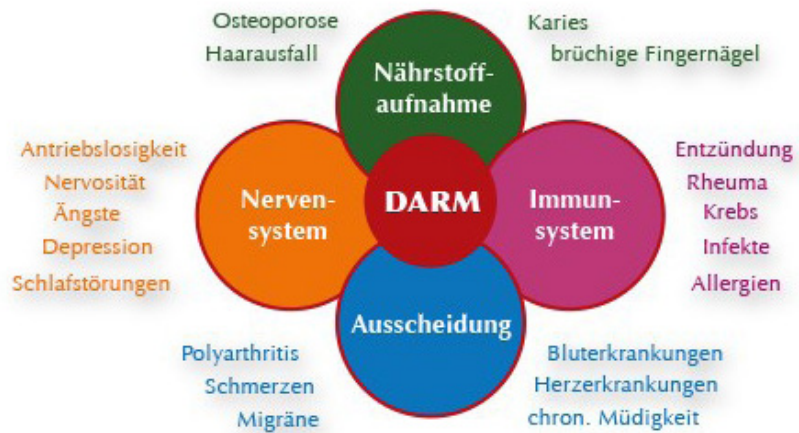 Osteoporose
Haarausfall
Karies
brüchige Fingernägel
Nährstoff-
aufnahme
Antriebslosigkeit
Nervosität
Ängste
Depression
Schlafstörungen
Nerven-
system
DARM
Immun-
system
Entzündung
Rheuma
Krebs
Infekte
Allergien
Ausscheidung
Polyarthritis
Schmerzen
Migräne
Bluterkrankungen
Herzerkrankungen
chron. Müdigkeit